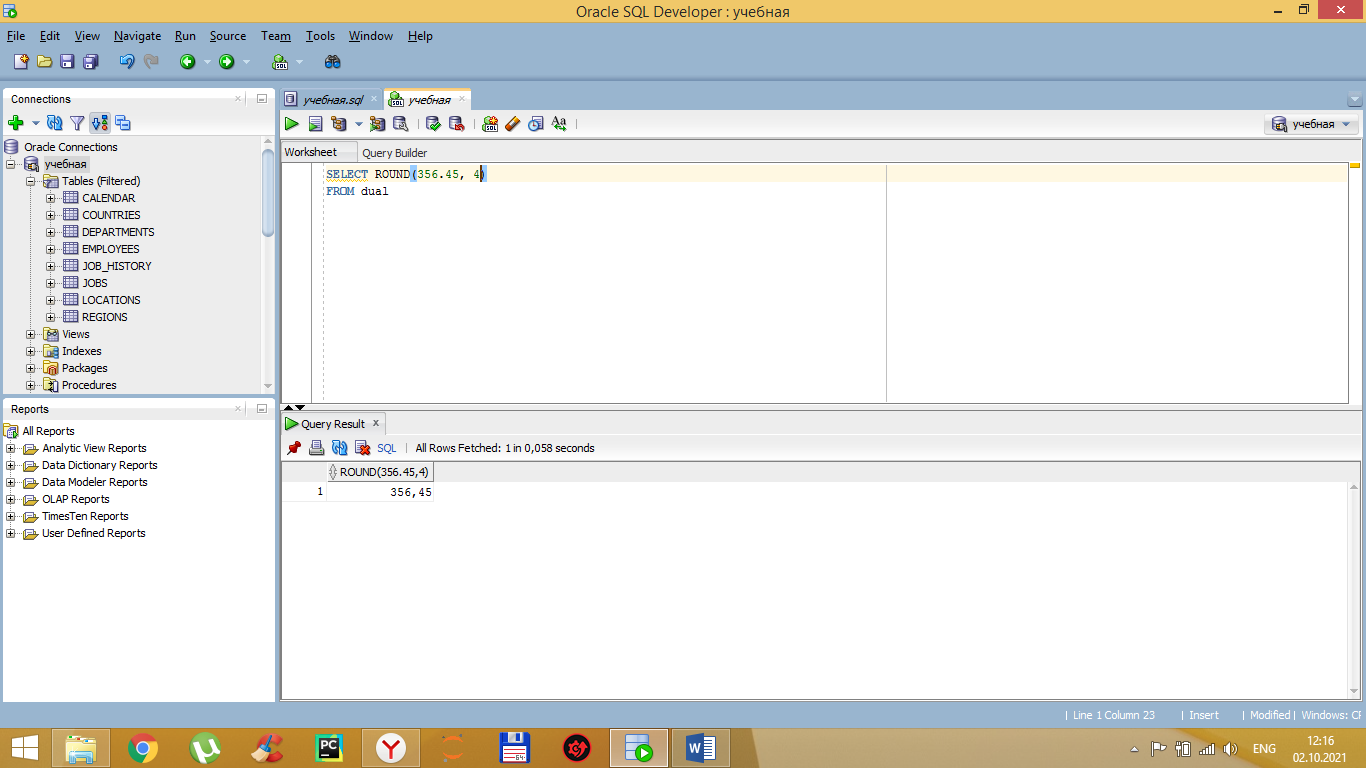 Oracle SQL Developer : учебная
File Edit View Navigate Run Source Team Tools Window Help
Connections
Oracle Connections
учебная
Tables (Filtered)
CALENDAR
COUNTRIES
DEPARTMENTS
EMPLOYEES
JOB_HISTORY
JOBS
LOCATIONS
REGIONS
Views
Indexes
Packages
Procedures
Reports
All Reports
Analytic View Reports
Data Dictionary Reports
Data Modeler Reports
OLAP Reports
TimesTen Reports
User Defined Reports
учебная.sql учебная
учебная
Worksheet Query Builder
SELECT ROUND(356.45, 4)
FROM dual
Query Result
SQL All Rows Fetched: 1 in 0,058 seconds
ROUND(356.45,4)
1 356,45
Line 1 Column 23 Insert Modified Windows: CF
ENG
12:16
02.10.2021